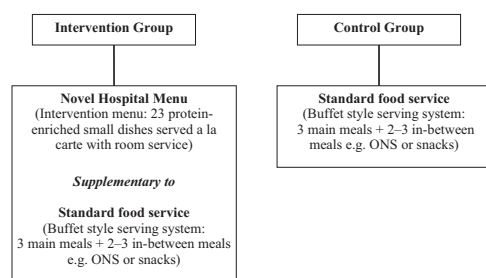 Intervention Group
Novel Hospital Menu
(Intervention menu: 23 protein-
enriched small dishes served a la
carte with room service)
Supplementary to
Standard food service
(Buffet style serving system:
3 main meals + 2–3 in-between meals
e.g. ONS or snacks)
Control Group
Standard food service
(Buffet style serving system:
3 main meals + 2–3 in-between
meals e.g. ONS or snacks)